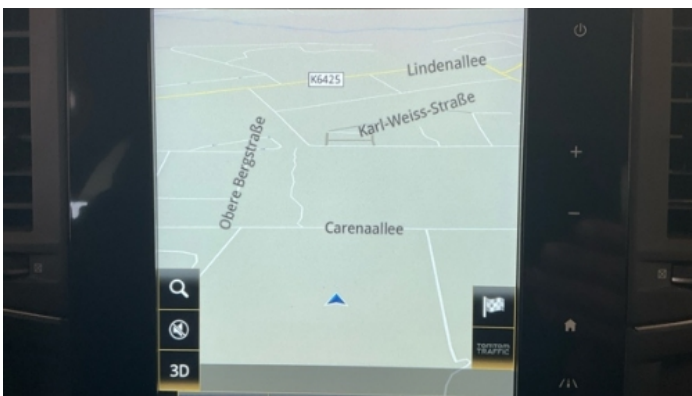 Lindenallee
K6425
Karl-Weiss-Straße
Obere Bergstraße
Carenaallee
3D
TOMTOM
TRAFFIC